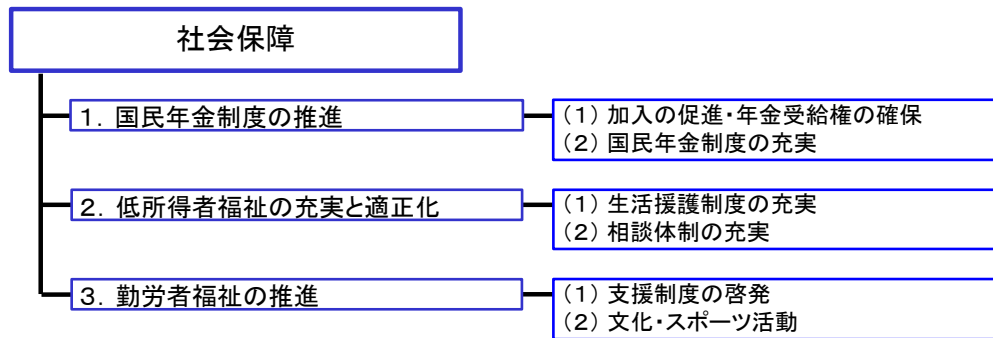 社会保障
1．国民年金制度の推進
（1）加入の促進・年金受給権の確保
（2）国民年金制度の充実
2．低所得者福祉の充実と適正化
（1）生活援護制度の充実
（2）相談体制の充実
3．勤労者福祉の推進
（1）支援制度の啓発
（2）文化・スポーツ活動